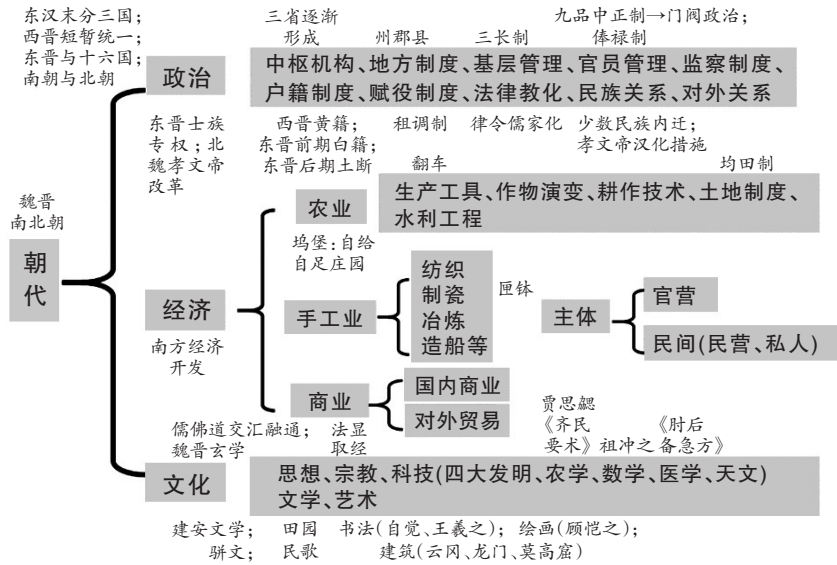 东汉末分三国；
西晋短暂统一；
东晋与十六国；
南朝与北朝
三省逐渐
形成
州郡县
三长制
九品中正制→门阀政治；
俸禄制
政治
中枢机构、地方制度、基层管理、官员管理、监察制度、
户籍制度、赋役制度、法律教化、民族关系、对外关系
东晋士族
专权；北
魏孝文帝
改革
西晋黄籍；
东晋前期白籍；
东晋后期土断
租调制
律令儒家化
少数民族内迁；
孝文帝汉化措施
翻车
均田制
魏晋
南北朝
朝
代
农业
生产工具、作物演变、耕作技术、土地制度、
水利工程
坞堡：自给
自足庄园
经济
南方经济
开发
手工业
纺织
制瓷
冶炼
造船等
匣钵
主体
官营
民间(民营、私人)
商业
国内商业
对外贸易
儒佛道交汇融通；
魏晋玄学
法显
取经
贾思勰
《齐民
要术》
祖冲之
《肘后
备急方》
文化
思想、宗教、科技(四大发明、农学、数学、医学、天文)
文学、艺术
建安文学；
骈文；
田园
民歌
书法(自觉、王羲之)；
绘画(顾恺之)；
建筑(云冈、龙门、莫高窟)